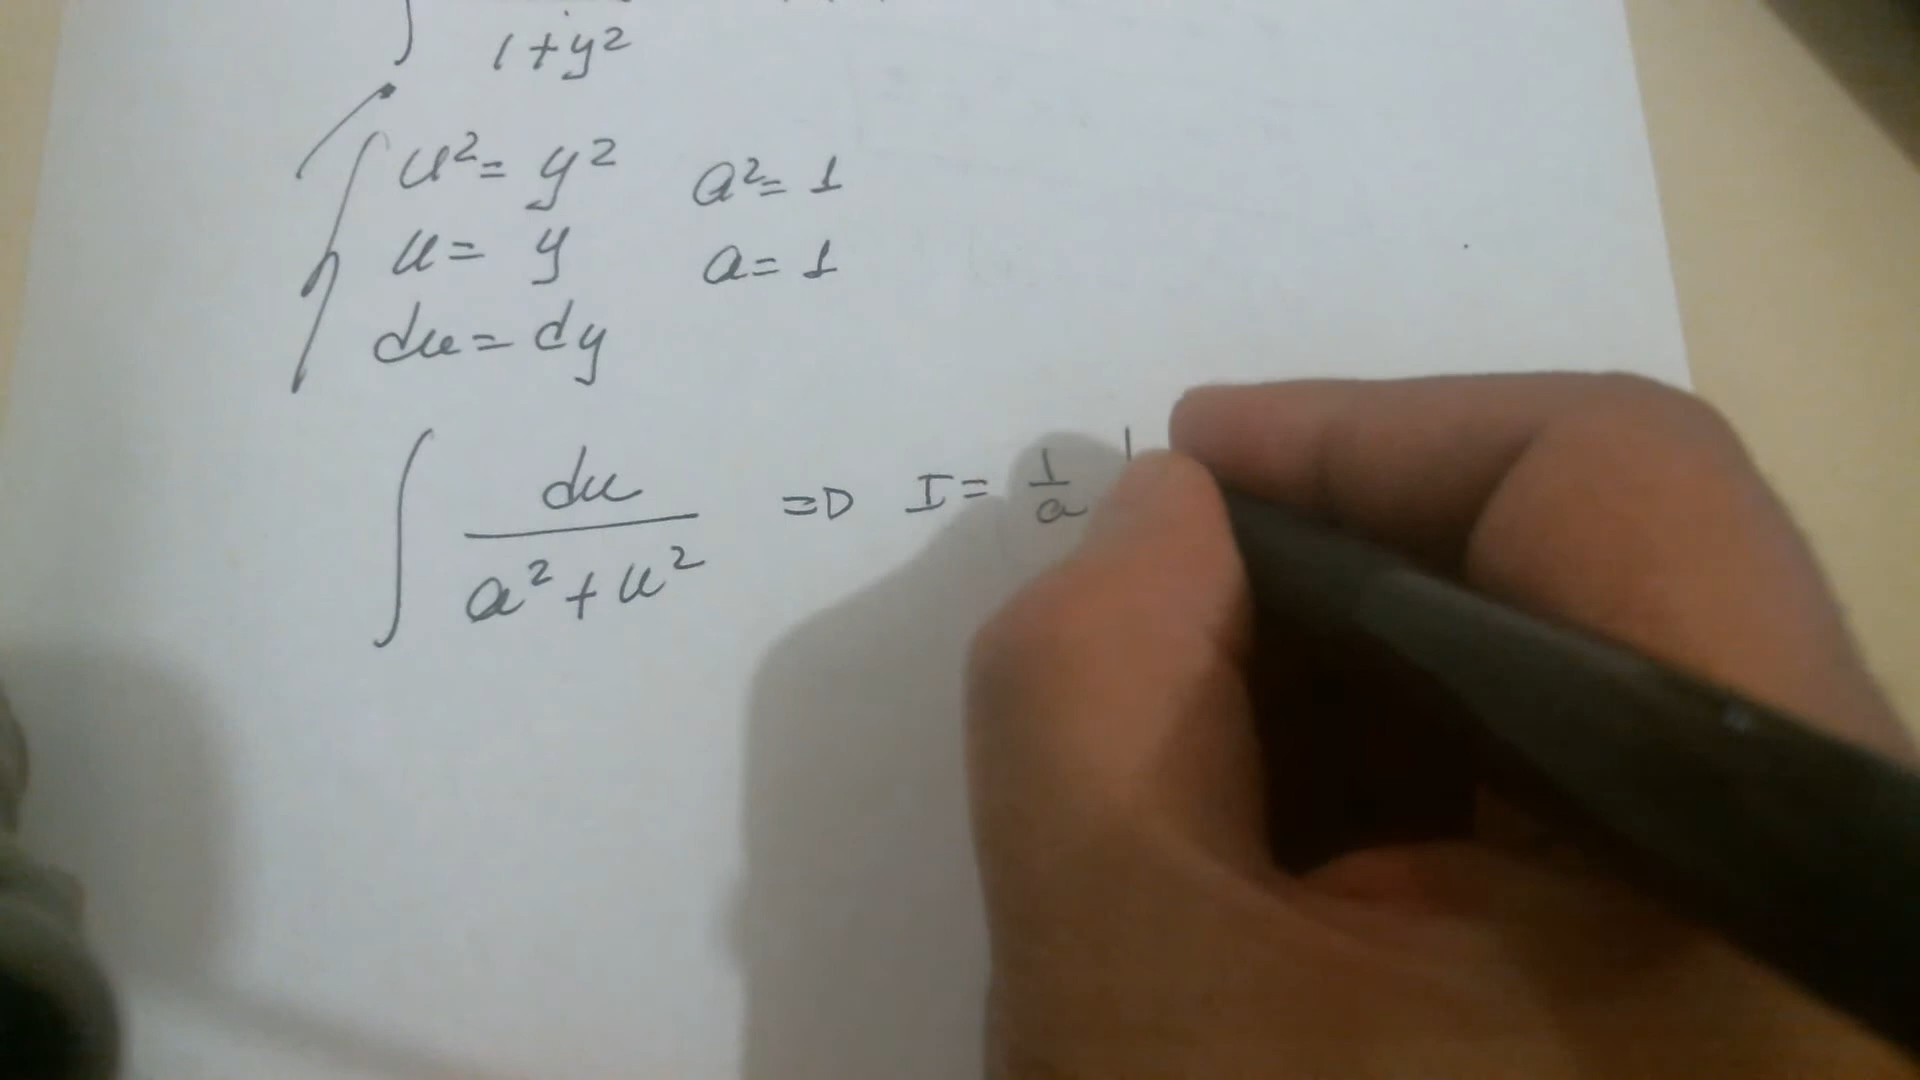 ∫ 1+y²
u²= y² a²= 1
u= y a= 1
du= dy
∫ du/(a²+u²) => I= 1/a